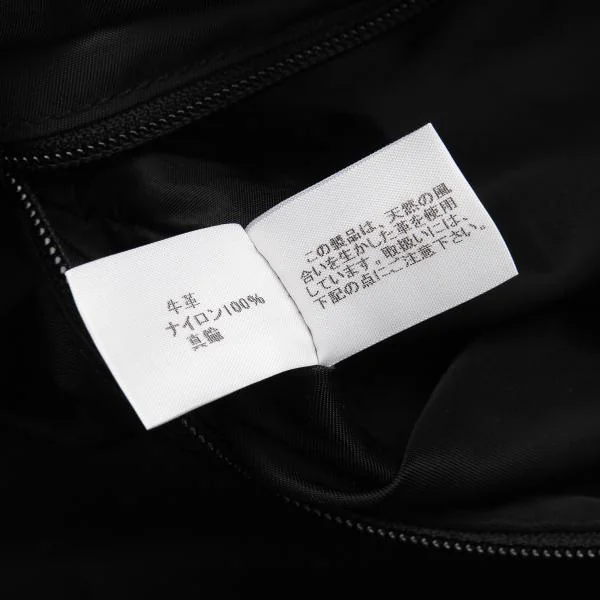 牛革
ナイロン100%
真鍮
この製品は、天然の風
合いを生かした革を使用
しています。取扱いには、
下記の点にご注意下さい。